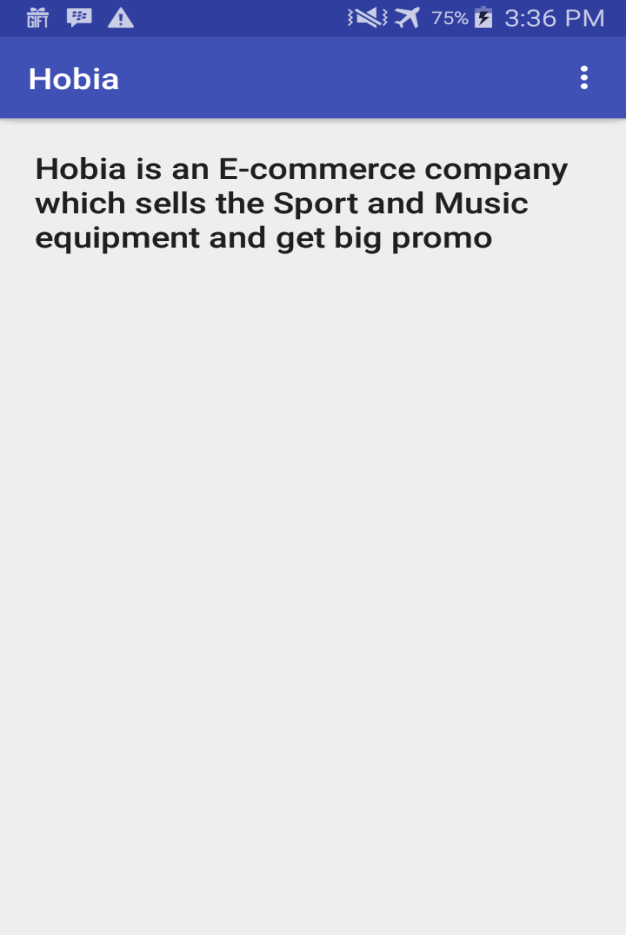 GIFT 75% 3:36 PM
Hobia
Hobia is an E-commerce company
which sells the Sport and Music
equipment and get big promo